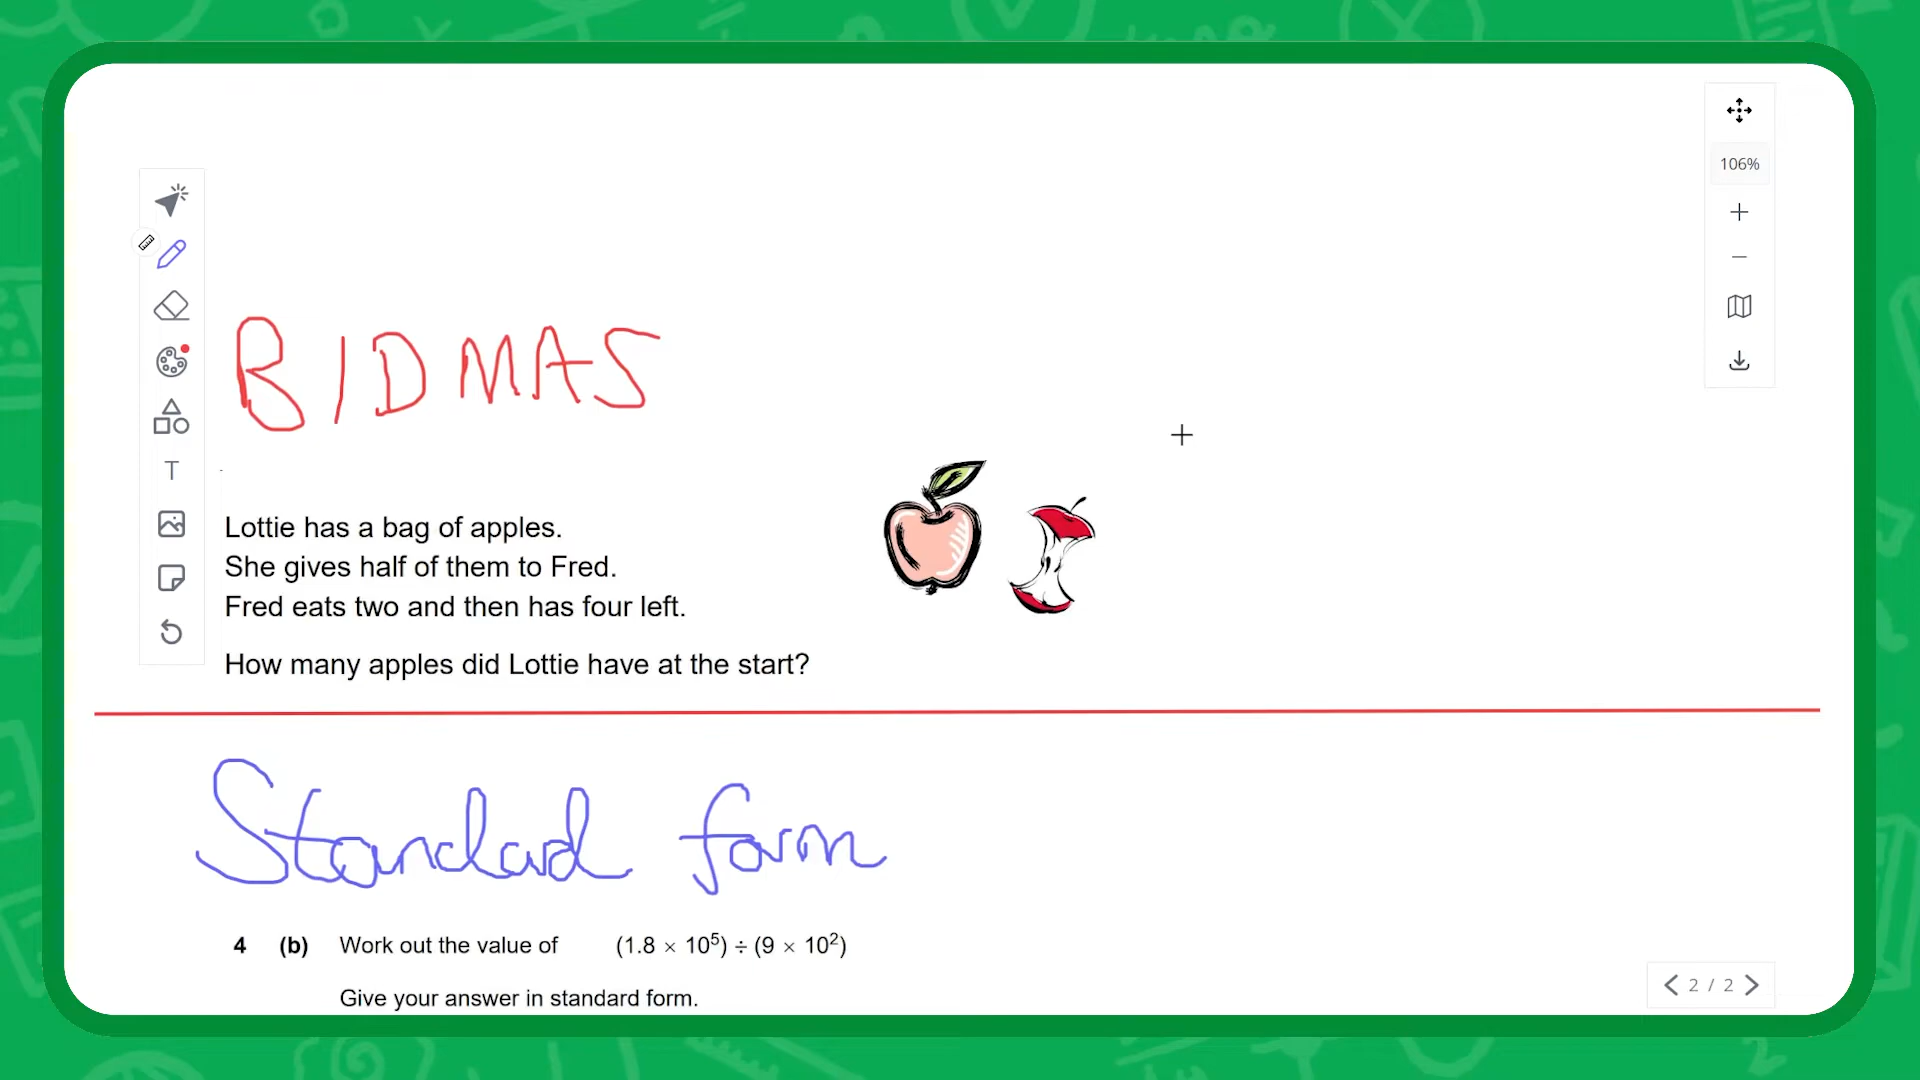 106%
BIDMAS
T
Lottie has a bag of apples.
She gives half of them to Fred.
Fred eats two and then has four left.
How many apples did Lottie have at the start?
Standard form
4 (b) Work out the value of (1.8 × 10⁵) ÷ (9 × 10²)
Give your answer in standard form.
2 / 2